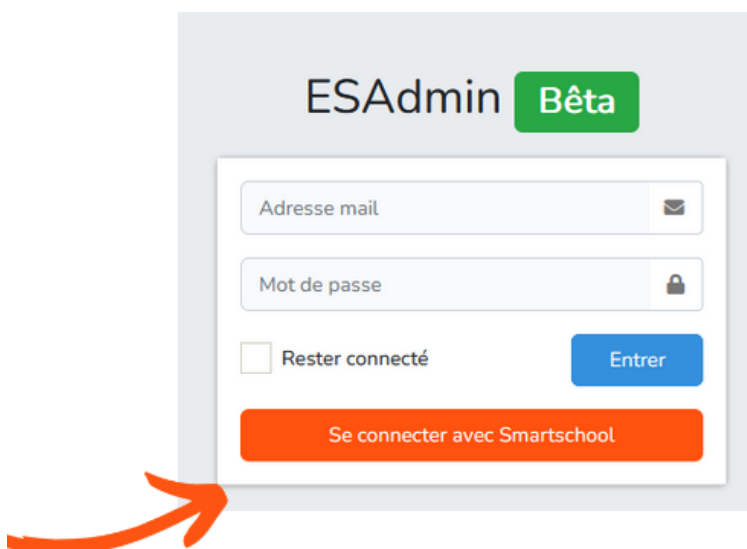 ESAdmin Bêta
Adresse mail
Mot de passe
Rester connecté Entrer
Se connecter avec Smartschool